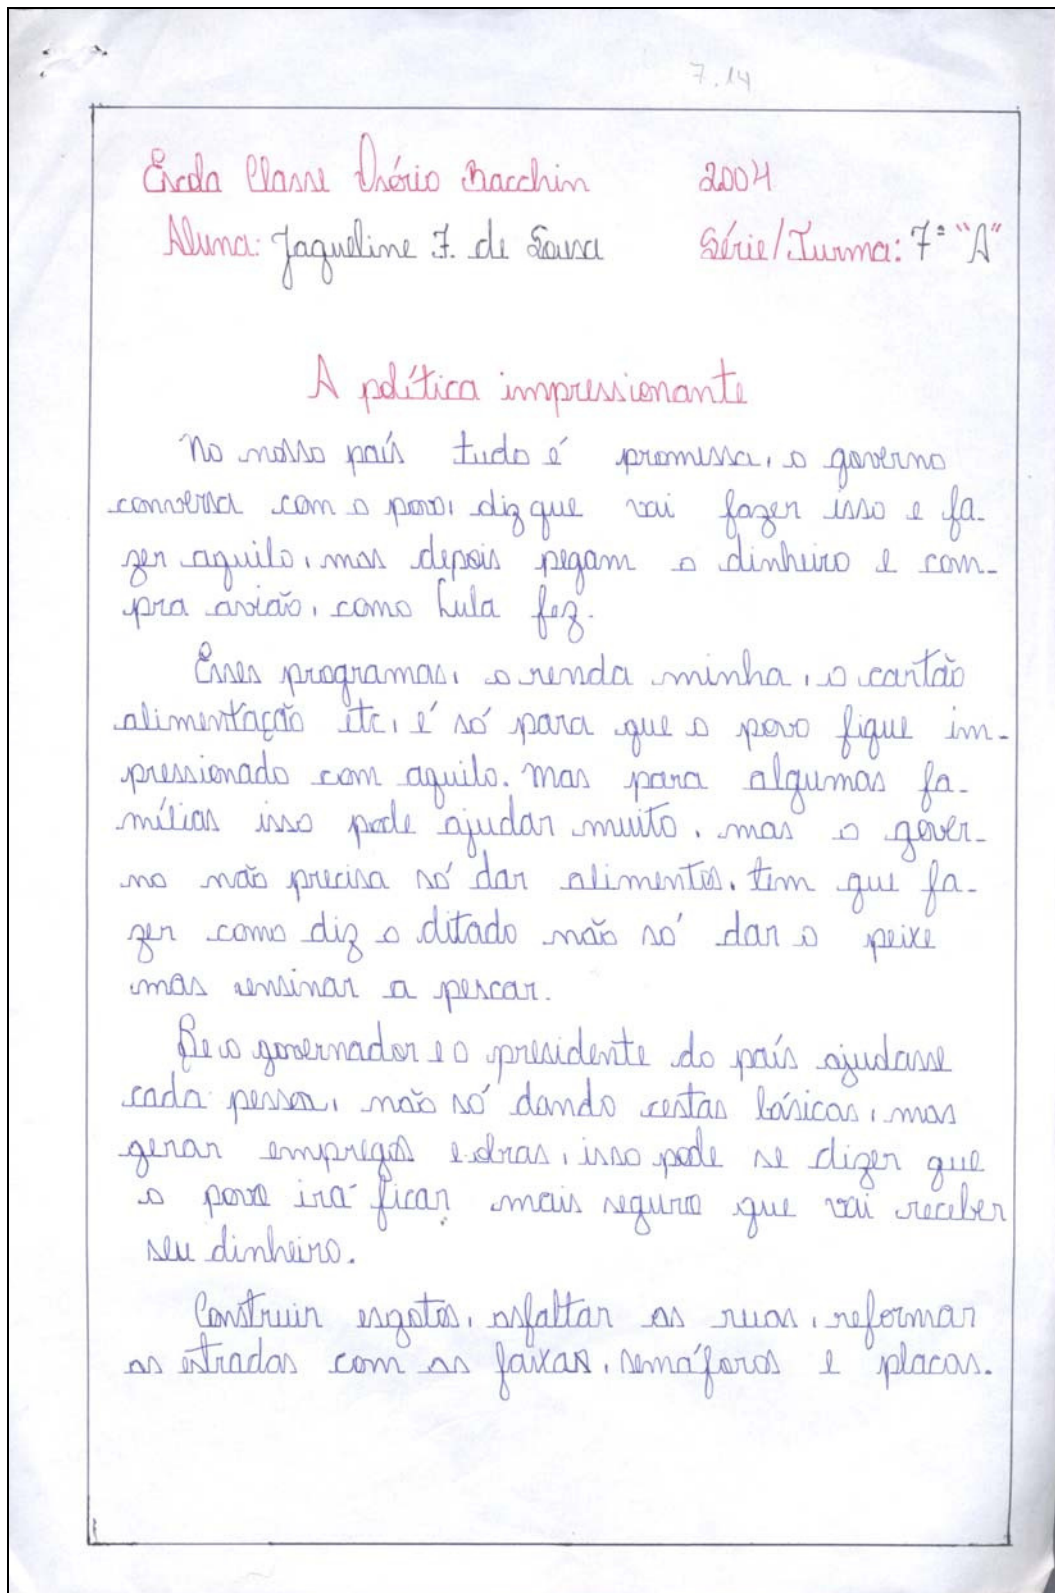 7.14
Escola Classe Osório Bacchin 2004
Aluna: Jaqueline F. de Sousa Série/Turma: 7ª "A"
A política impressionante
No nosso país tudo é promissa, o governo
conversa com o povo, diz que vai fazer isso e fa-
zer aquilo, mas depois pegam o dinheiro e com-
pra avião, como Lula fez.
Esses programas, o renda minha, o cartão
alimentação etc, é só para que o povo fique im-
pressionado com aquilo. Mas para algumas fa-
mílias isso pode ajudar muito, mas o gover-
no não precisa só dar alimentos, tem que fa-
zer como diz o ditado não só dar o peixe
mas ensinar a pescar.
Se o governador e o presidente do país ajudasse
cada pessoa, não só dando cestas básicas, mas
gerar empregos e obras, isso pode se dizer que
o povo irá ficar mais seguro que vai receber
seu dinheiro.
Construir esgotos, asfaltar as ruas, reformar
as estradas com as faixas, semáforos e placas.